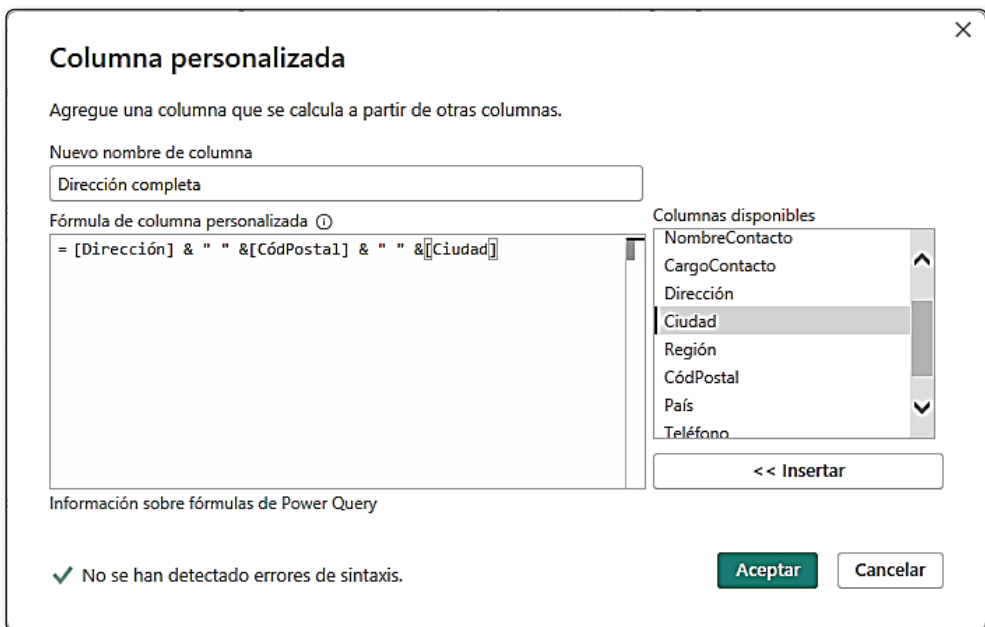 Columna personalizada
Agregue una columna que se calcula a partir de otras columnas.
Nuevo nombre de columna
Dirección completa
Fórmula de columna personalizada
= [Dirección] & " " &[CódPostal] & " " &[Ciudad]
Columnas disponibles
NombreContacto
CargoContacto
Dirección
Ciudad
Región
CódPostal
País
Teléfono
<< Insertar
Información sobre fórmulas de Power Query
No se han detectado errores de sintaxis.
Aceptar
Cancelar